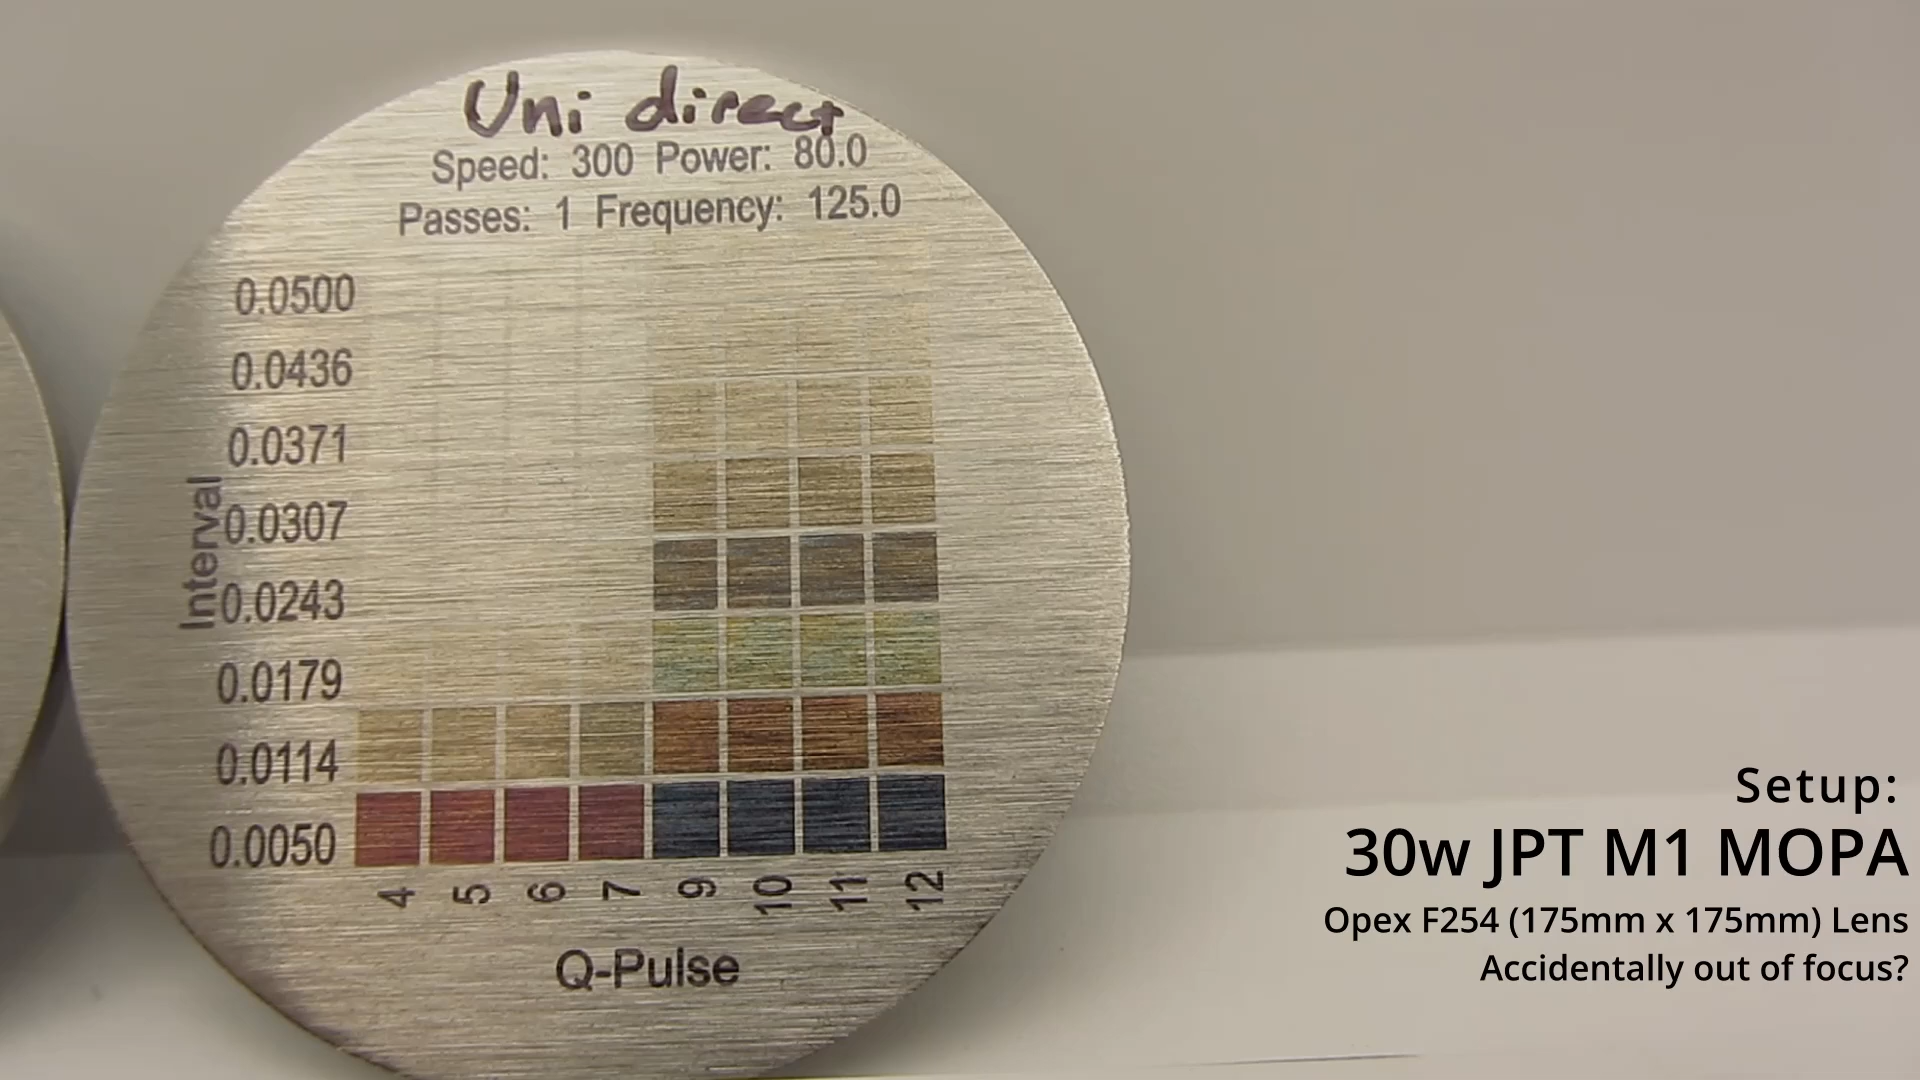 Uni direct
Speed: 300 Power: 80.0
Passes: 1 Frequency: 125.0
0.0500
0.0436
0.0371
0.0307
0.0243
0.0179
0.0114
0.0050
Interval
4 5 6 7 9 10 11 12
Q-Pulse
Setup:
30w JPT M1 MOPA
Opex F254 (175mm x 175mm) Lens
Accidentally out of focus?